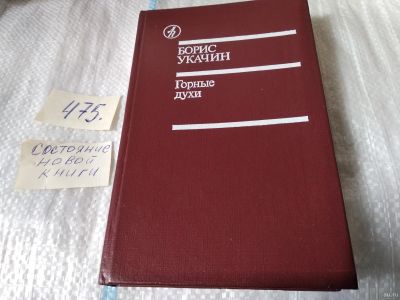 БОРИС
УКАЧИН
Горные
духи
475.
СОСТОЯНИЕ
НОВОЙ
КНИГИ